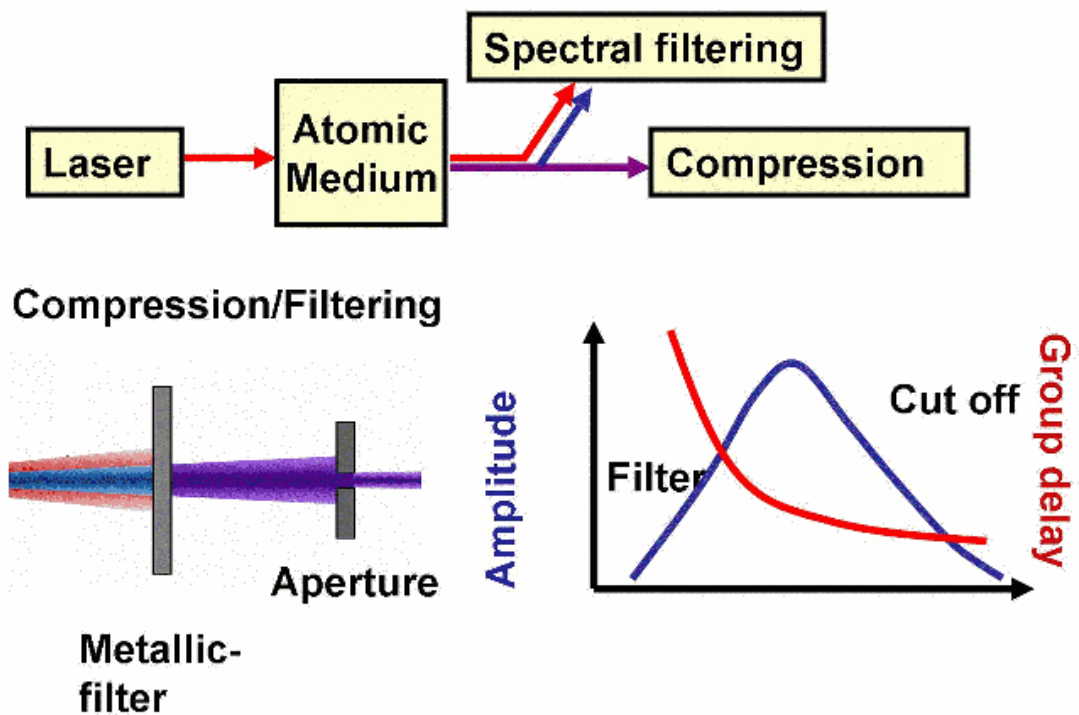 Spectral filtering
Laser
Atomic
Medium
Compression
Compression/Filtering
Aperture
Metallic-
filter
Amplitude
Filter
Cut off
Group delay